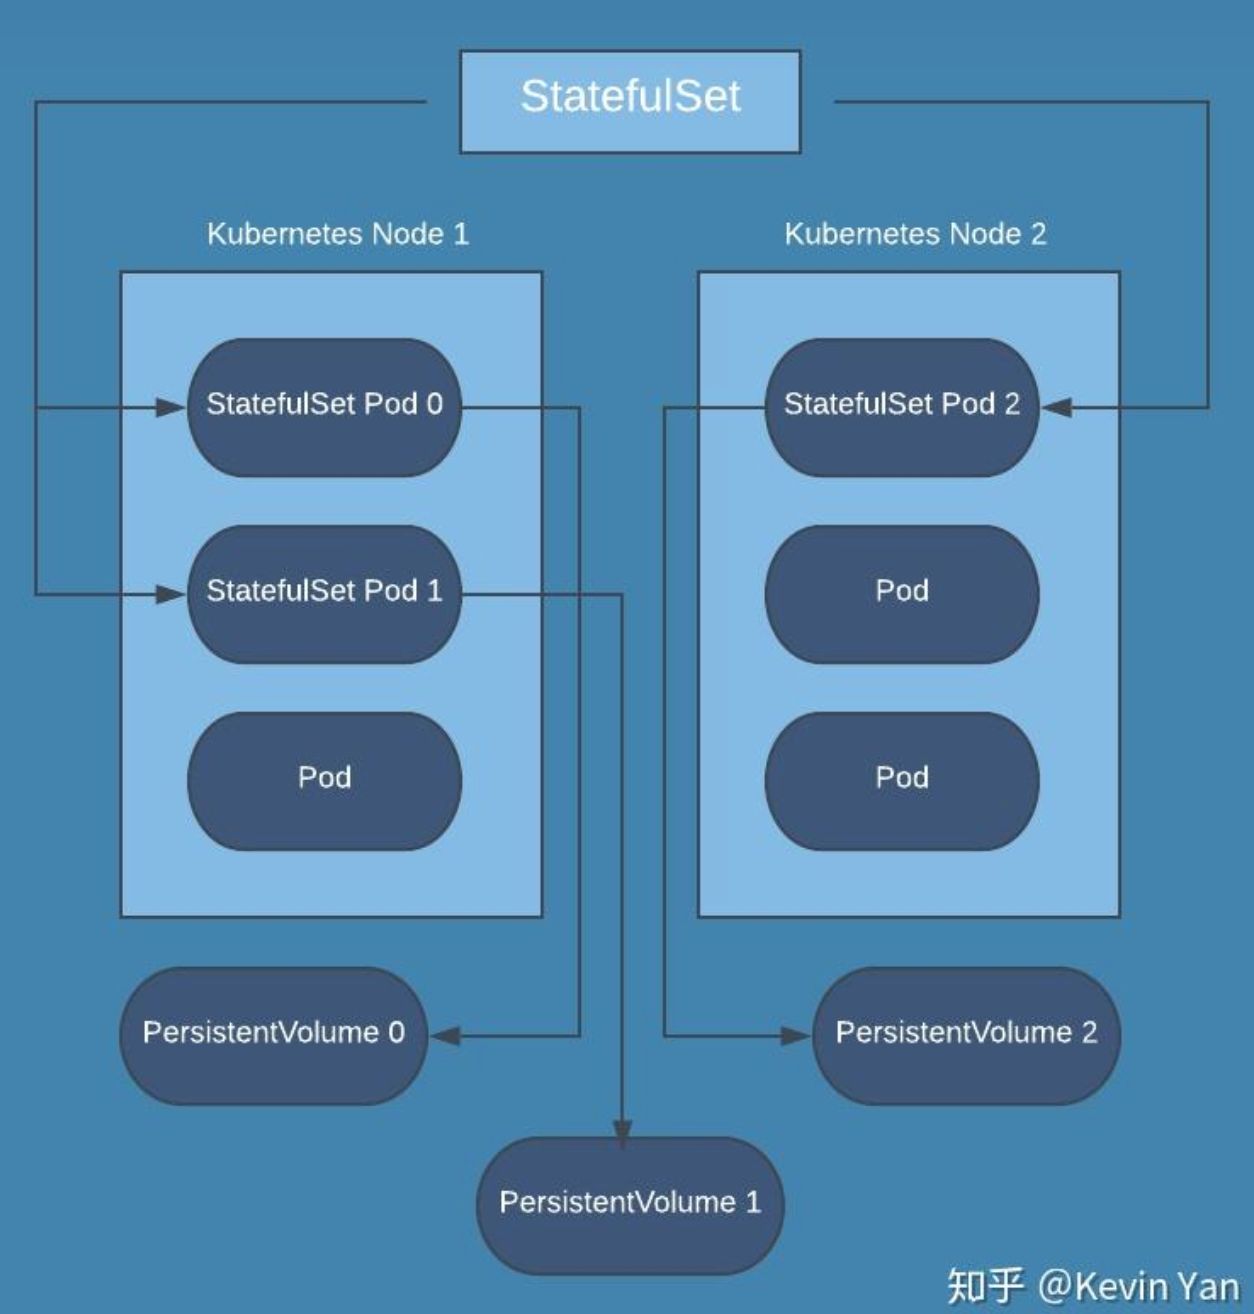 StatefulSet
Kubernetes Node 1
Kubernetes Node 2
StatefulSet Pod 0
StatefulSet Pod 2
StatefulSet Pod 1
Pod
Pod
Pod
PersistentVolume 0
PersistentVolume 2
PersistentVolume 1
知乎 @Kevin Yan